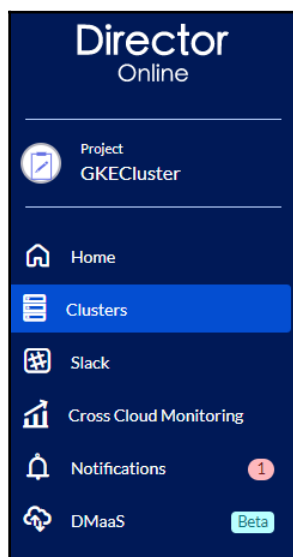 Director
Online
Project
GKECluster
Home
Clusters
Slack
Cross Cloud Monitoring
Notifications 1
DMaaS Beta